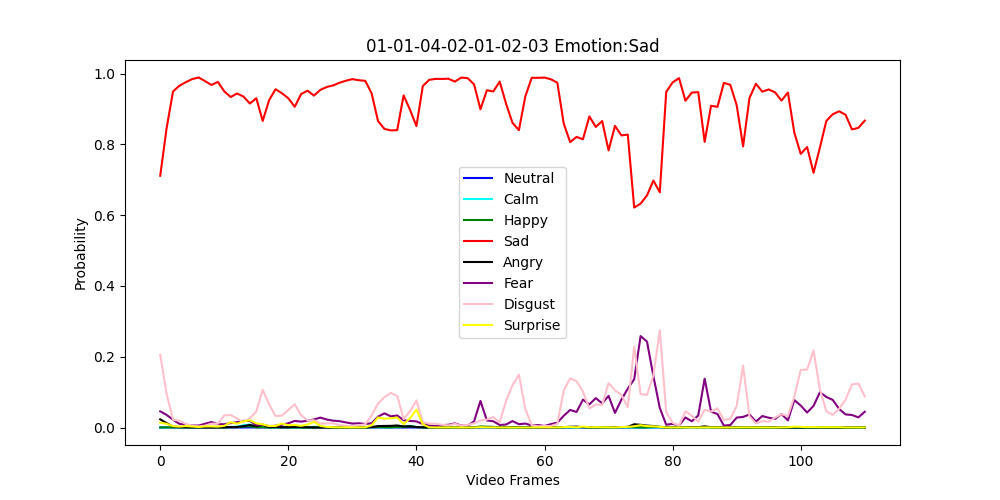 01-01-04-02-01-02-03 Emotion:Sad
1.0
0.8
0.6
0.4
0.2
0.0
Probability
Neutral
Calm
Happy
Sad
Angry
Fear
Disgust
Surprise
0 20 40 60 80 100
Video Frames